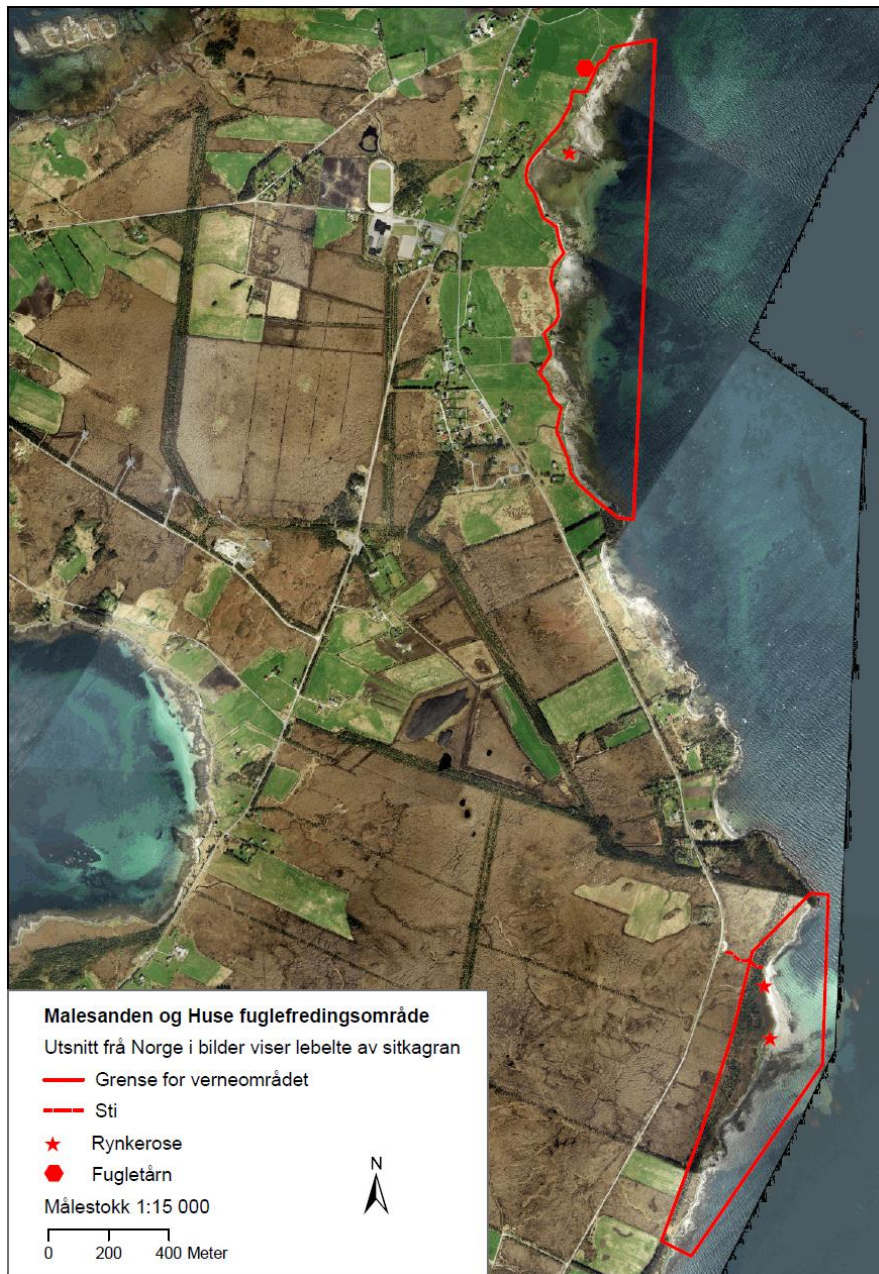 Malesanden og Huse fuglefredingsområde
Utsnitt frå Norge i bilder viser lebelte av sitkagran
Grense for verneområdet
Sti
Rynkerose
Fugletårn
Målestokk 1:15 000
N
0 200 400 Meter